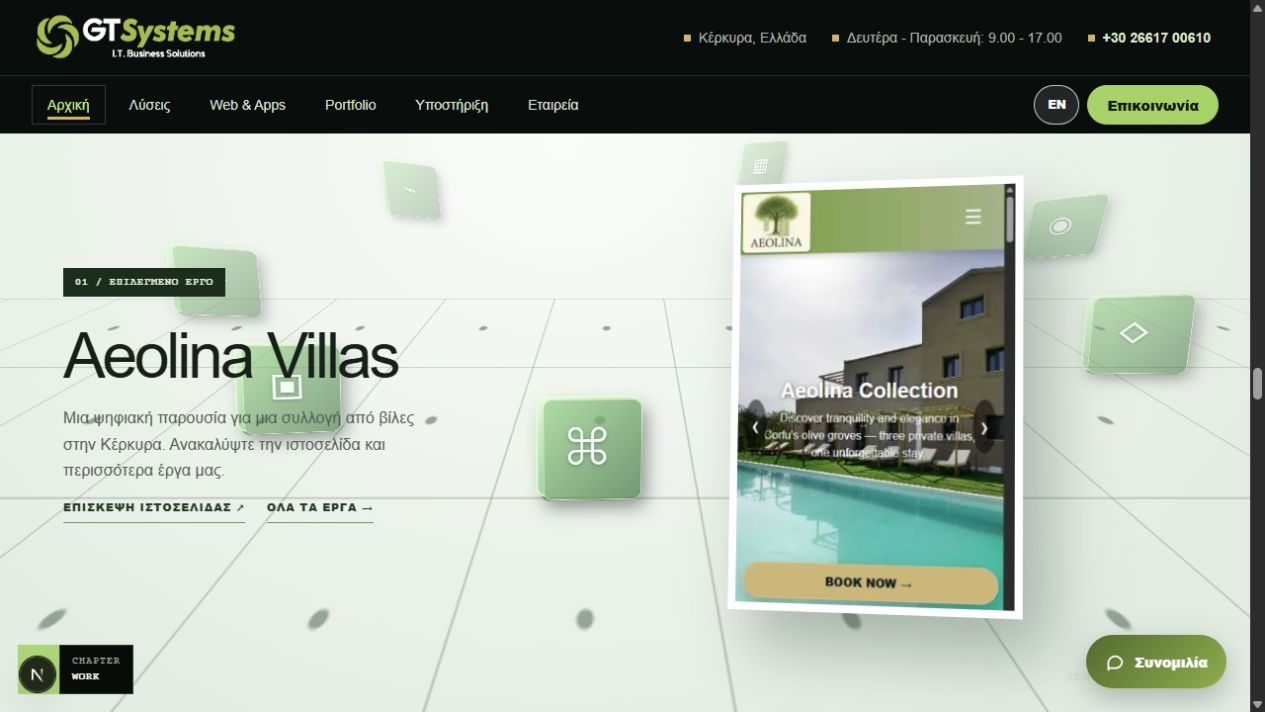 GTSystems
I.T. Business Solutions
Κέρκυρα, Ελλάδα
Δευτέρα - Παρασκευή: 9.00 - 17.00
+30 26617 00610
Αρχική
Λύσεις
Web & Apps
Portfolio
Υποστήριξη
Εταιρεία
EN
Επικοινωνία
01 / ΕΠΙΛΕΓΜΕΝΟ ΕΡΓΟ
Aeolina Villas
Μια ψηφιακή παρουσία για μια συλλογή από βίλες
στην Κέρκυρα. Ανακαλύψτε την ιστοσελίδα και
περισσότερα έργα μας.
ΕΠΙΣΚΕΨΗ ΙΣΤΟΣΕΛΙΔΑΣ ↗
ΟΛΑ ΤΑ ΕΡΓΑ →
AEOLINA
Aeolina Collection
Discover tranquility and elegance in
Corfu's olive groves — three private villas,
one unforgettable stay
BOOK NOW →
N
CHAPTER
WORK
Συνομιλία